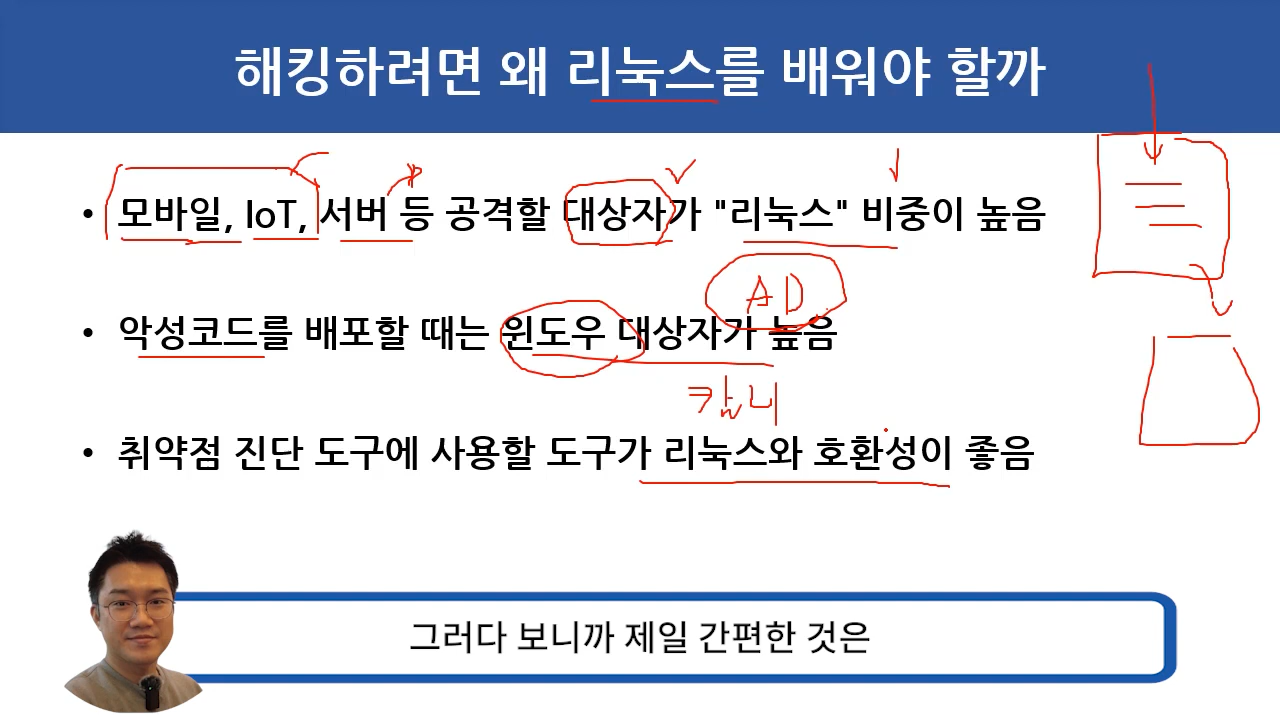 해킹하려면 왜 리눅스를 배워야 할까
• 모바일, IoT, 서버 등 공격할 대상자가 "리눅스" 비중이 높음
AD
• 악성코드를 배포할 때는 윈도우 대상자가 높음
• 취약점 진단 도구에 사용할 도구가 리눅스와 호환성이 좋음
그러다 보니까 제일 간편한 것은